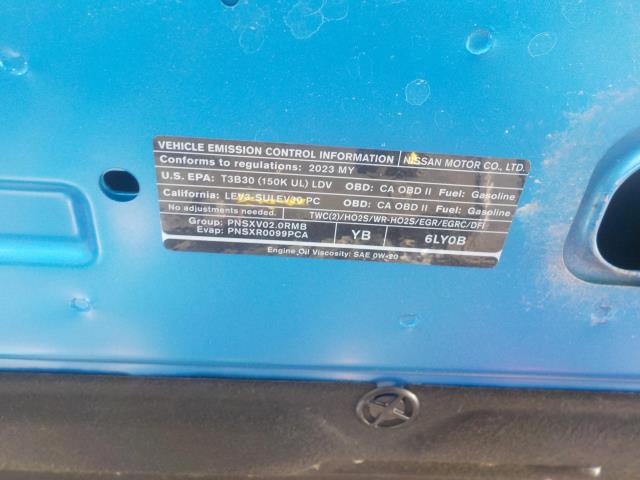 VEHICLE EMISSION CONTROL INFORMATION NISSAN MOTOR CO., LTD.
Conforms to regulations: 2023 MY
U.S. EPA: T3B30 (150K UL) LDV OBD: CA OBD II Fuel: Gasoline
California: LEV3-SULEV30 PC OBD: CA OBD II Fuel: Gasoline
No adjustments needed. TWC(2)/HO2S/WR-HO2S/EGR/EGRC/DFI
Group: PNSXV02.0RMB
Evap: PNSXR0099PCA YB 6LY0B
Engine Oil Viscosity: SAE 0W-20